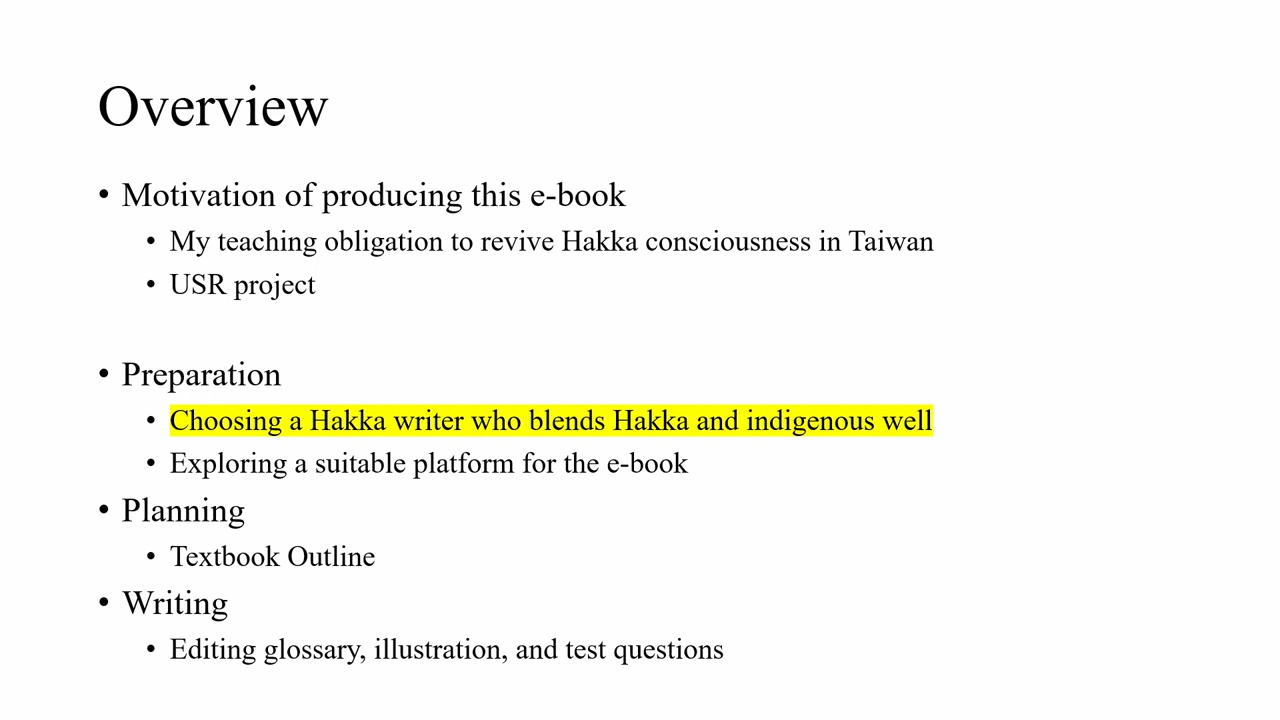 Overview
• Motivation of producing this e-book
• My teaching obligation to revive Hakka consciousness in Taiwan
• USR project
• Preparation
• Choosing a Hakka writer who blends Hakka and indigenous well
• Exploring a suitable platform for the e-book
• Planning
• Textbook Outline
• Writing
• Editing glossary, illustration, and test questions